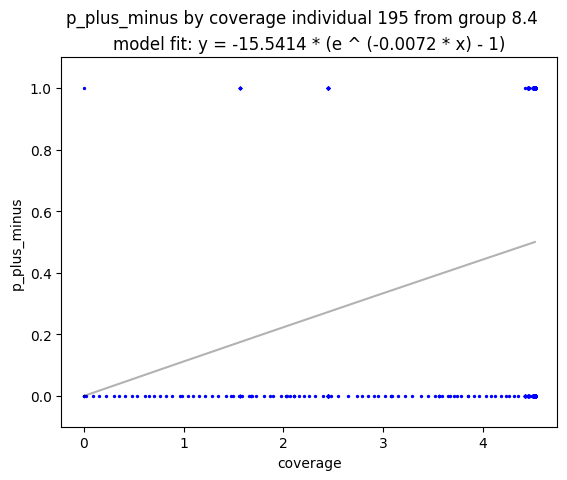 p_plus_minus by coverage individual 195 from group 8.4
model fit: y = -15.5414 * (e ^ (-0.0072 * x) - 1)
1.0
0.8
0.6
0.4
0.2
0.0
p_plus_minus
0 1 2 3 4
coverage